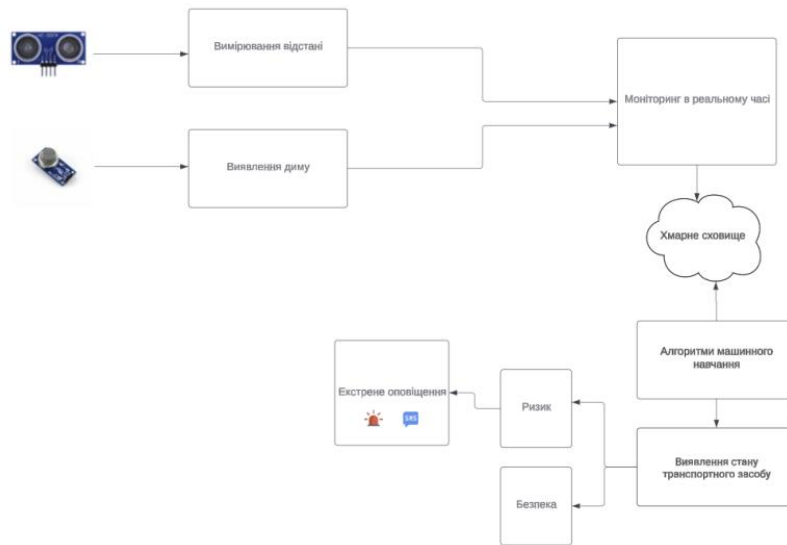 Вимірювання відстані
Моніторинг в реальному часі
Виявлення диму
Хмарне сховище
Алгоритми машинного
навчання
Екстрене оповіщення
SMS
Ризик
Виявлення стану
транспортного засобу
Безпека